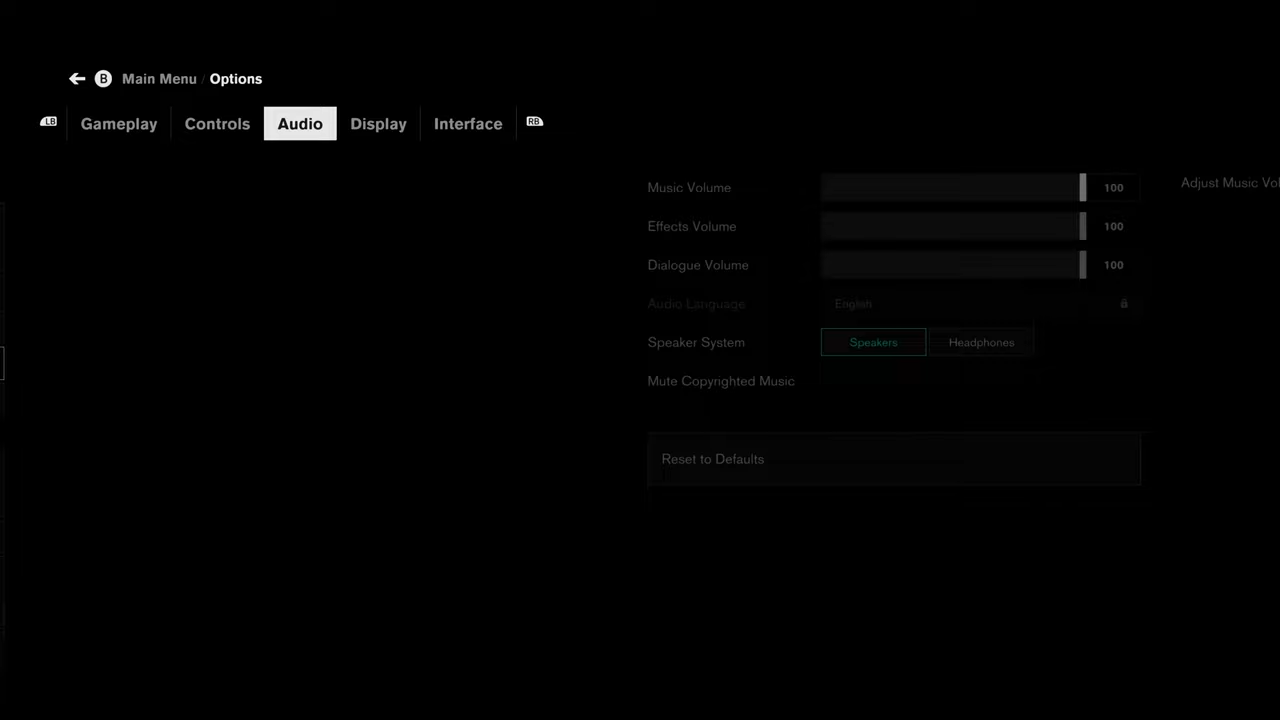 B Main Menu / Options
LB Gameplay Controls Audio Display Interface RB
Music Volume 100 Adjust Music Vol
Effects Volume 100
Dialogue Volume 100
Audio Language English
Speaker System Speakers Headphones
Mute Copyrighted Music
Reset to Defaults